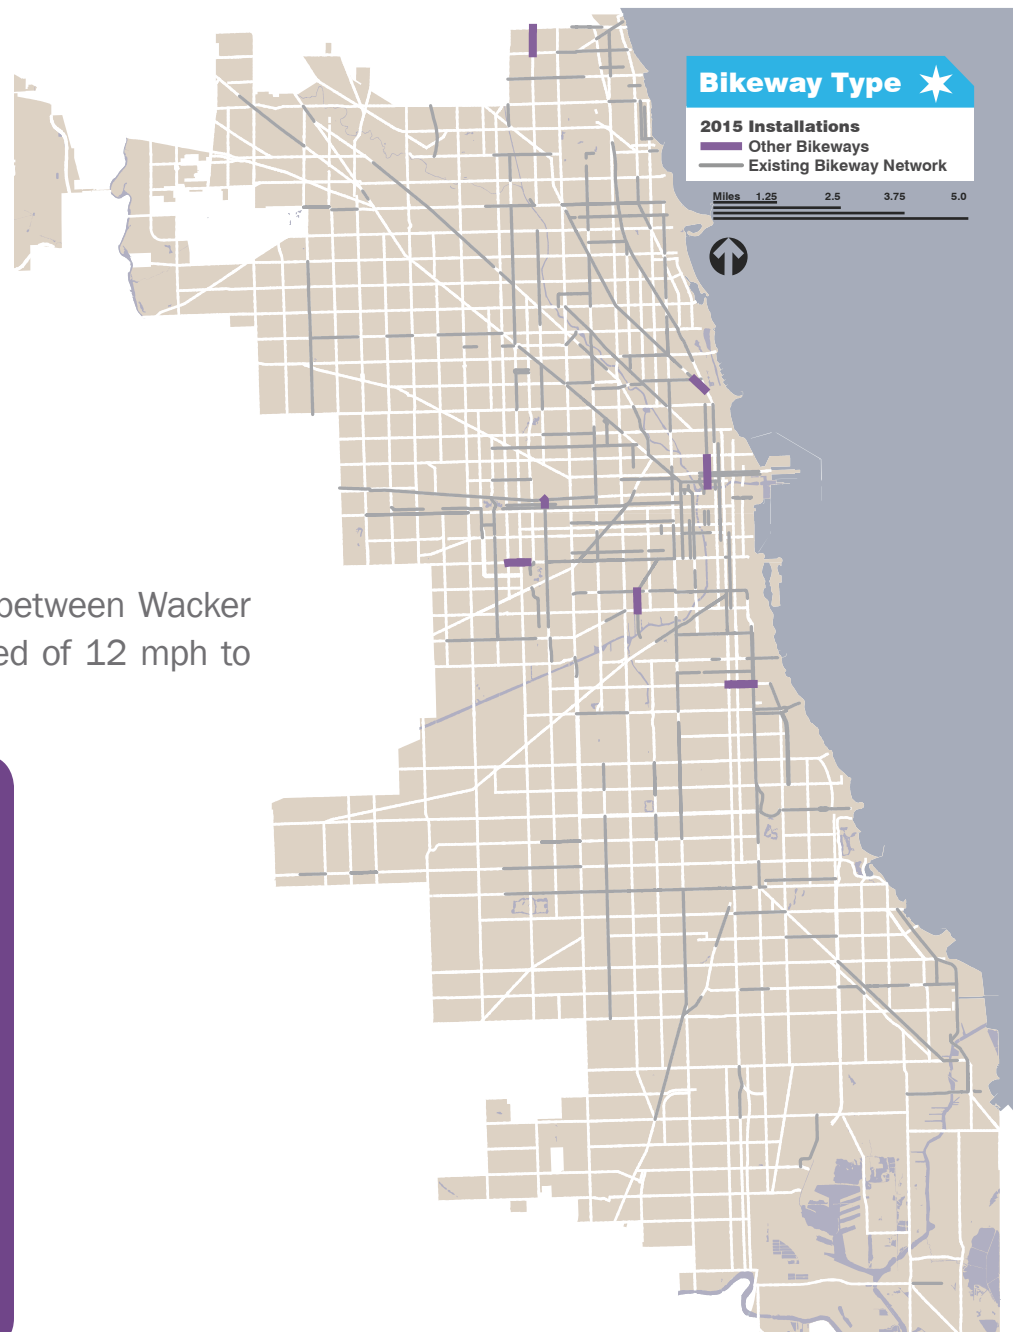 Bikeway Type
2015 Installations
Other Bikeways
Existing Bikeway Network
Miles 1.25 2.5 3.75 5.0
between Wacker
ed of 12 mph to